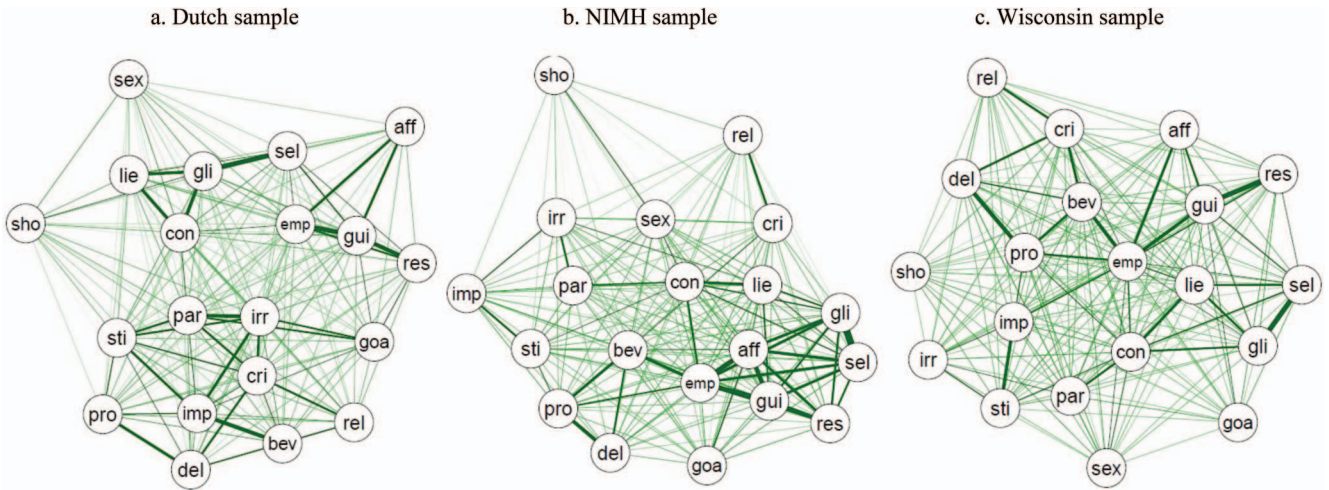 a. Dutch sample
sex
aff
sel
gli
lie
sho
con
emp
gui
res
par
irr
sti
goa
cri
pro
imp
rel
bev
del
b. NIMH sample
sho
rel
irr
sex
cri
imp
par
con
lie
gli
sti
bev
aff
sel
emp
gui
pro
res
del
goa
c. Wisconsin sample
rel
cri
aff
del
res
bev
gui
pro
emp
sho
lie
sel
imp
irr
con
gli
par
sti
goa
sex